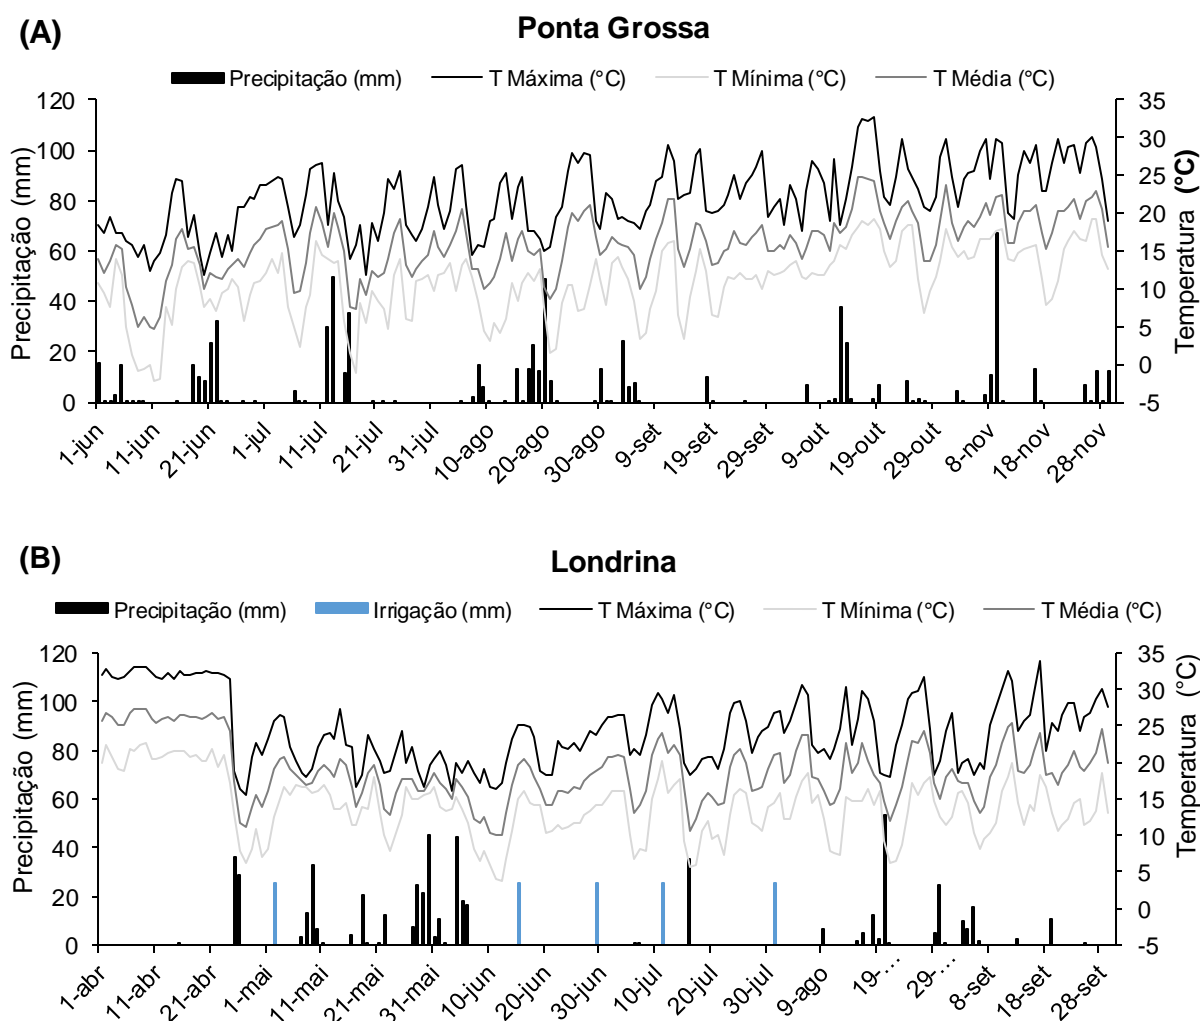 (A)
Ponta Grossa
Precipitação (mm) T Máxima (°C) T Mínima (°C) T Média (°C)
Precipitação (mm)
120
100
80
60
40
20
0
35
30
25
20
15
10
5
0
-5
Temperatura (°C)
1-jun 11-jun 21-jun 1-jul 11-jul 21-jul 31-jul 10-ago 20-ago 30-ago 9-set 19-set 29-set 9-out 19-out 29-out 8-nov 18-nov 28-nov
(B)
Londrina
Precipitação (mm) Irrigação (mm) T Máxima (°C) T Mínima (°C) T Média (°C)
Precipitação (mm)
120
100
80
60
40
20
0
35
30
25
20
15
10
5
0
-5
Temperatura (°C)
1-abr 11-abr 21-abr 1-mai 11-mai 21-mai 31-mai 10-jun 20-jun 30-jun 10-jul 20-jul 30-jul 9-ago 19-... 29-... 8-set 18-set 28-set